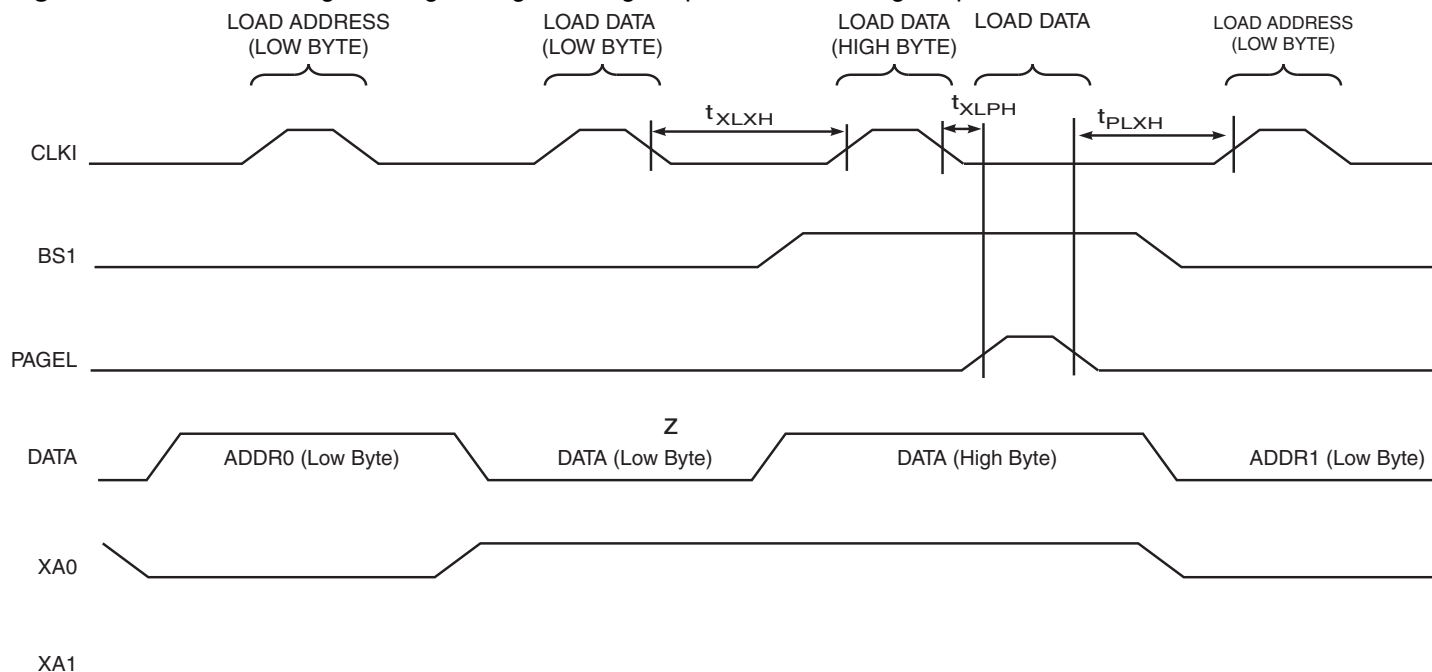 LOAD ADDRESS
(LOW BYTE)
LOAD DATA
(LOW BYTE)
LOAD DATA
(HIGH BYTE)
LOAD DATA
LOAD ADDRESS
(LOW BYTE)
tXLXH
tXLPH
tPLXH
CLKI
BS1
PAGEL
z
DATA
ADDR0 (Low Byte)
DATA (Low Byte)
DATA (High Byte)
ADDR1 (Low Byte)
XA0
XA1